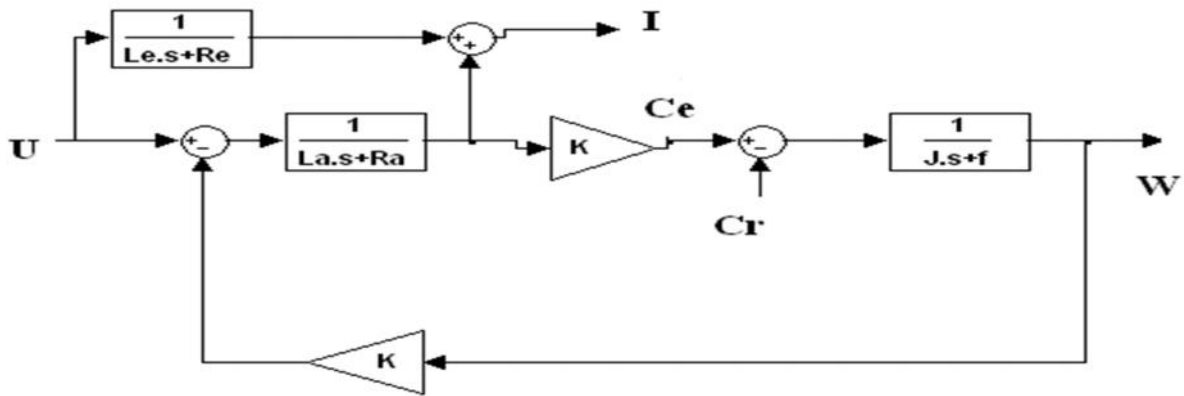 1
Le.s+Re
+
+
I
U
+
-
1
La.s+Ra
K
Ce
+
-
Cr
1
J.s+f
W
K